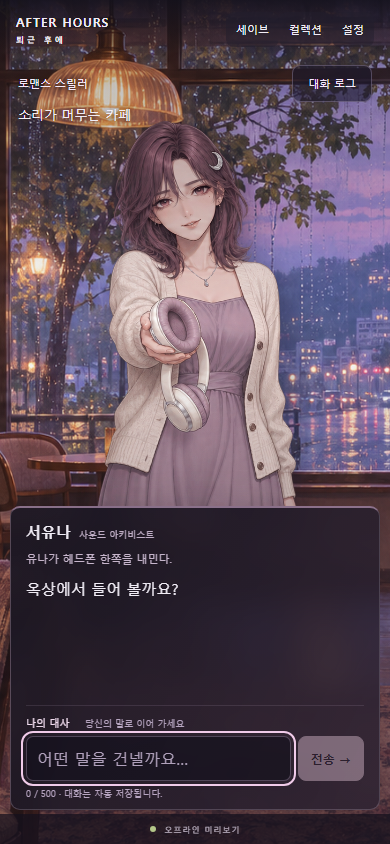 AFTER HOURS
퇴근 후에
세이브 컬렉션 설정
로맨스 스릴러
대화 로그
소리가 머무는 카페
서유나 사운드 아키비스트
유나가 헤드폰 한쪽을 내민다.
옥상에서 들어 볼까요?
나의 대사 당신의 말로 이어 가세요
어떤 말을 건넬까요...
전송 →
0 / 500 · 대화는 자동 저장됩니다.
오프라인 미리보기